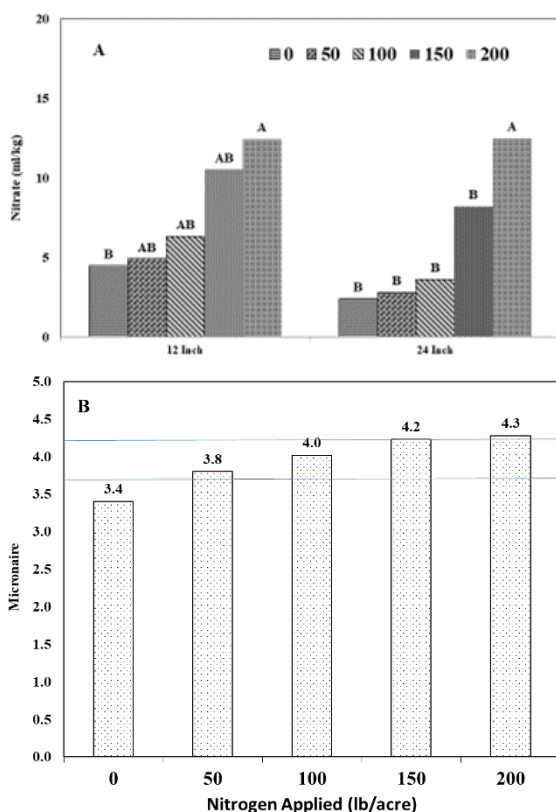 20
A
0 50 100 150 200
15
Nitrate (ml/kg)
10
5
0
B AB AB AB A
B B B B A
12 Inch 24 Inch
5.0
B
4.5
4.0
3.5
3.0
2.5
2.0
1.5
1.0
0.5
0.0
Micronaire
3.4 3.8 4.0 4.2 4.3
0 50 100 150 200
Nitrogen Applied (lb/acre)